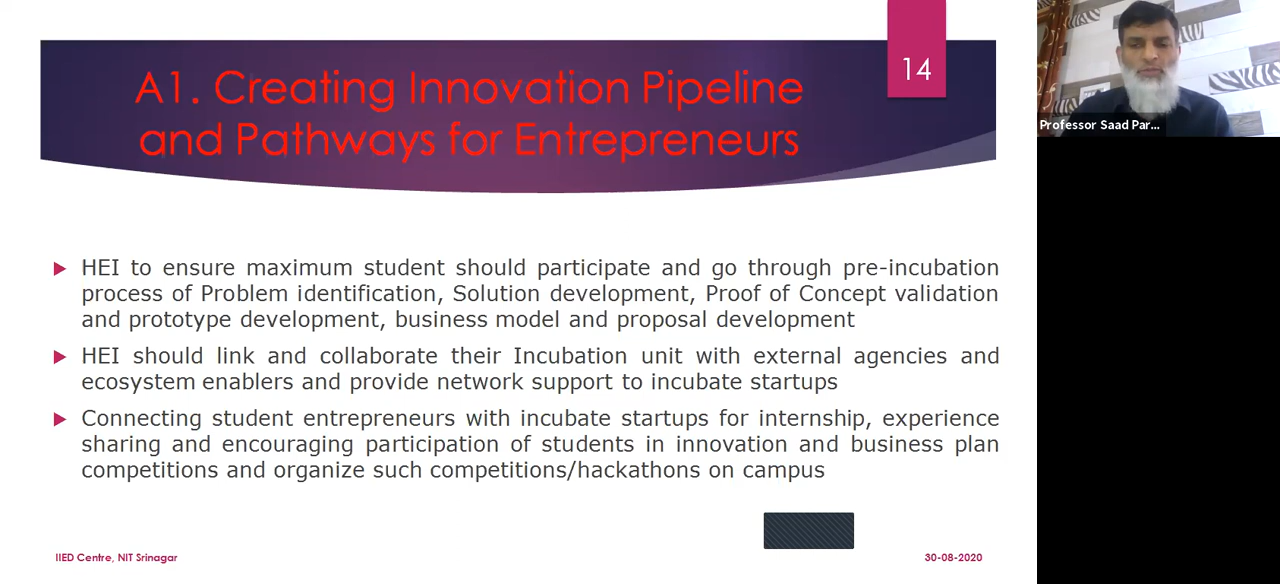 14
A1. Creating Innovation Pipeline
and Pathways for Entrepreneurs
Professor Saad Par...
HEI to ensure maximum student should participate and go through pre-incubation
process of Problem identification, Solution development, Proof of Concept validation
and prototype development, business model and proposal development
HEI should link and collaborate their Incubation unit with external agencies and
ecosystem enablers and provide network support to incubate startups
Connecting student entrepreneurs with incubate startups for internship, experience
sharing and encouraging participation of students in innovation and business plan
competitions and organize such competitions/hackathons on campus
IIED Centre, NIT Srinagar
30-08-2020